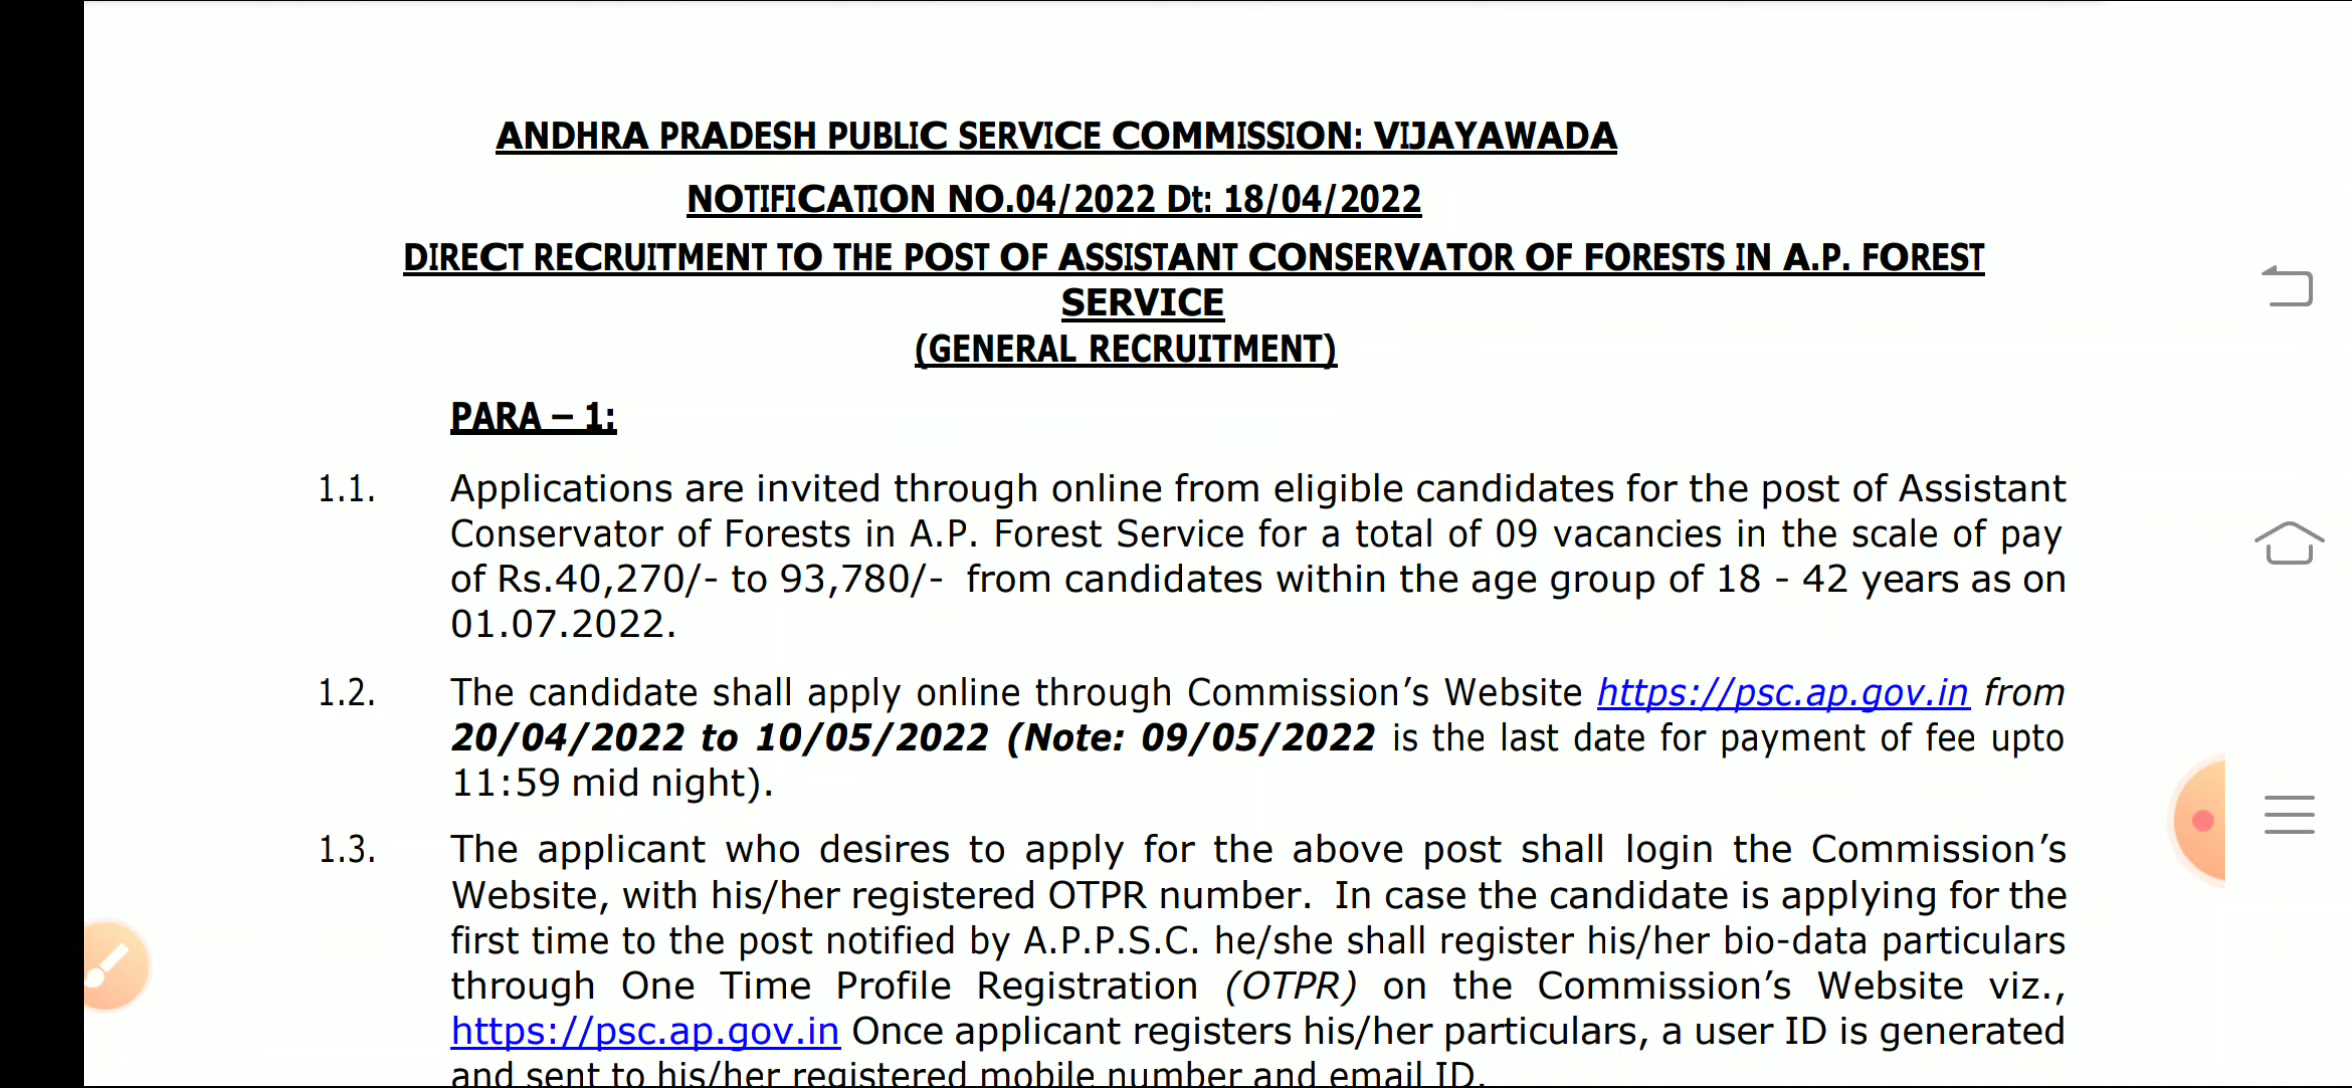 ANDHRA PRADESH PUBLIC SERVICE COMMISSION: VIJAYAWADA
NOTIFICATION NO.04/2022 Dt: 18/04/2022
DIRECT RECRUITMENT TO THE POST OF ASSISTANT CONSERVATOR OF FORESTS IN A.P. FOREST
SERVICE
(GENERAL RECRUITMENT)
PARA – 1:
1.1. Applications are invited through online from eligible candidates for the post of Assistant
Conservator of Forests in A.P. Forest Service for a total of 09 vacancies in the scale of pay
of Rs.40,270/- to 93,780/- from candidates within the age group of 18 - 42 years as on
01.07.2022.
1.2. The candidate shall apply online through Commission’s Website https://psc.ap.gov.in from
20/04/2022 to 10/05/2022 (Note: 09/05/2022 is the last date for payment of fee upto
11:59 mid night).
1.3. The applicant who desires to apply for the above post shall login the Commission’s
Website, with his/her registered OTPR number. In case the candidate is applying for the
first time to the post notified by A.P.P.S.C. he/she shall register his/her bio-data particulars
through One Time Profile Registration (OTPR) on the Commission’s Website viz.,
https://psc.ap.gov.in Once applicant registers his/her particulars, a user ID is generated
and sent to his/her registered mobile number and email ID.